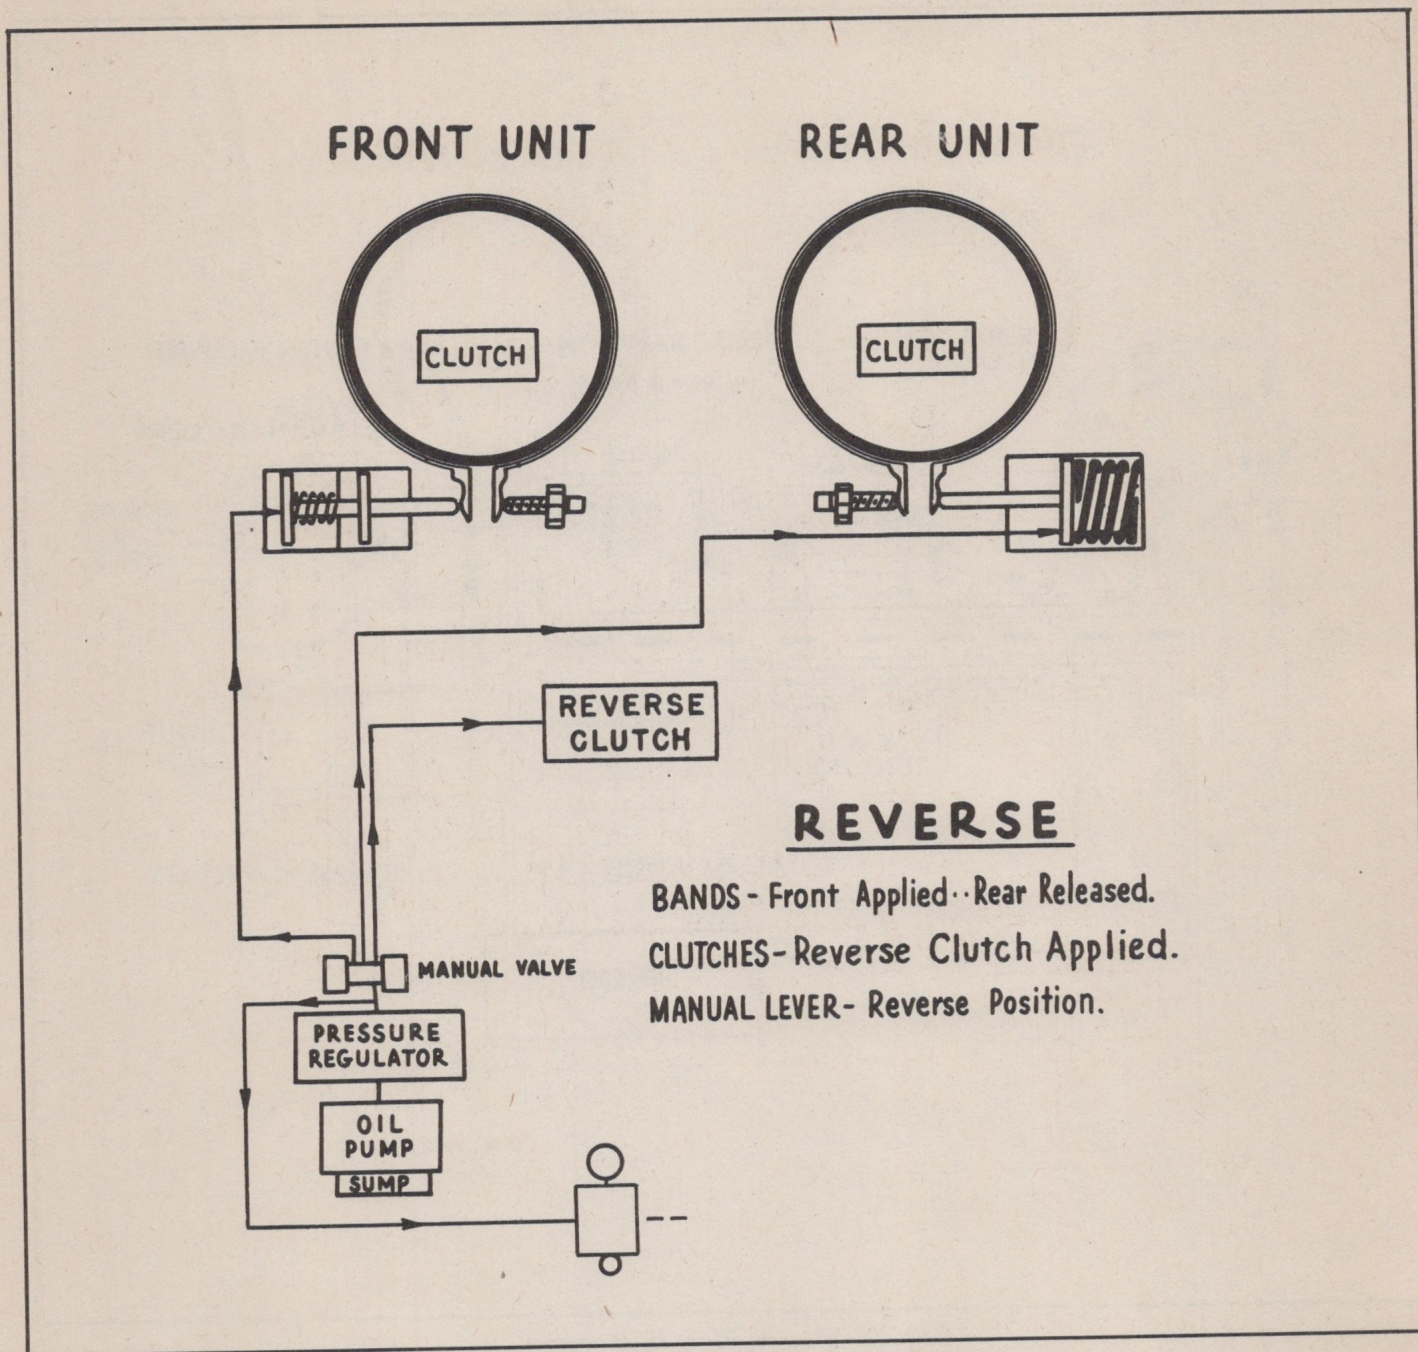 FRONT UNIT
REAR UNIT
CLUTCH
CLUTCH
REVERSE
CLUTCH
REVERSE
BANDS - Front Applied··Rear Released.
CLUTCHES - Reverse Clutch Applied.
MANUAL LEVER - Reverse Position.
MANUAL VALVE
PRESSURE
REGULATOR
OIL
PUMP
SUMP